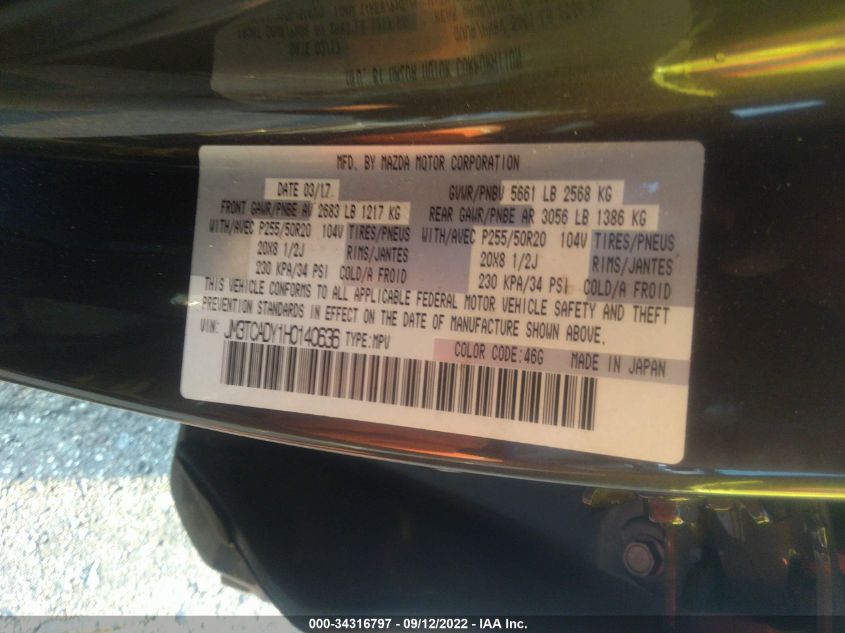 MFD. BY MAZDA MOTOR CORPORATION
DATE 03/17 GVWR/PNBV 5661 LB 2568 KG
FRONT GAWR/PNBE AV 2683 LB 1217 KG REAR GAWR/PNBE AR 3056 LB 1386 KG
WITH/AVEC P255/50R20 104V TIRES/PNEUS WITH/AVEC P255/50R20 104V TIRES/PNEUS
20X8 1/2J RIMS/JANTES 20X8 1/2J RIMS/JANTES
230 KPA/34 PSI COLD/A FROID 230 KPA/34 PSI COLD/A FROID
THIS VEHICLE CONFORMS TO ALL APPLICABLE FEDERAL MOTOR VEHICLE SAFETY AND THEFT
PREVENTION STANDARDS IN EFFECT ON THE DATE OF MANUFACTURE SHOWN ABOVE.
VIN: JM3TCADY1H0140636 TYPE:MPV
COLOR CODE:46G MADE IN JAPAN
000-34316797 - 09/12/2022 - IAA Inc.